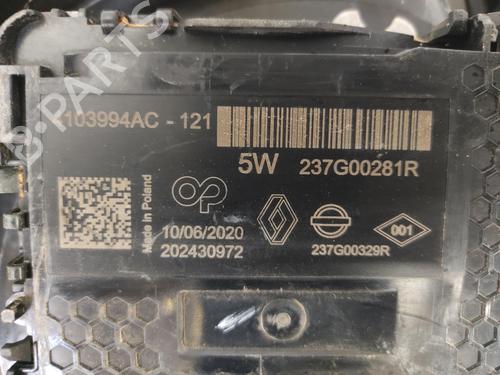 B-PARTS
103994AC - 121
5W 237G00281R
Made in Poland
10/06/2020
202430972
237G00329R
001